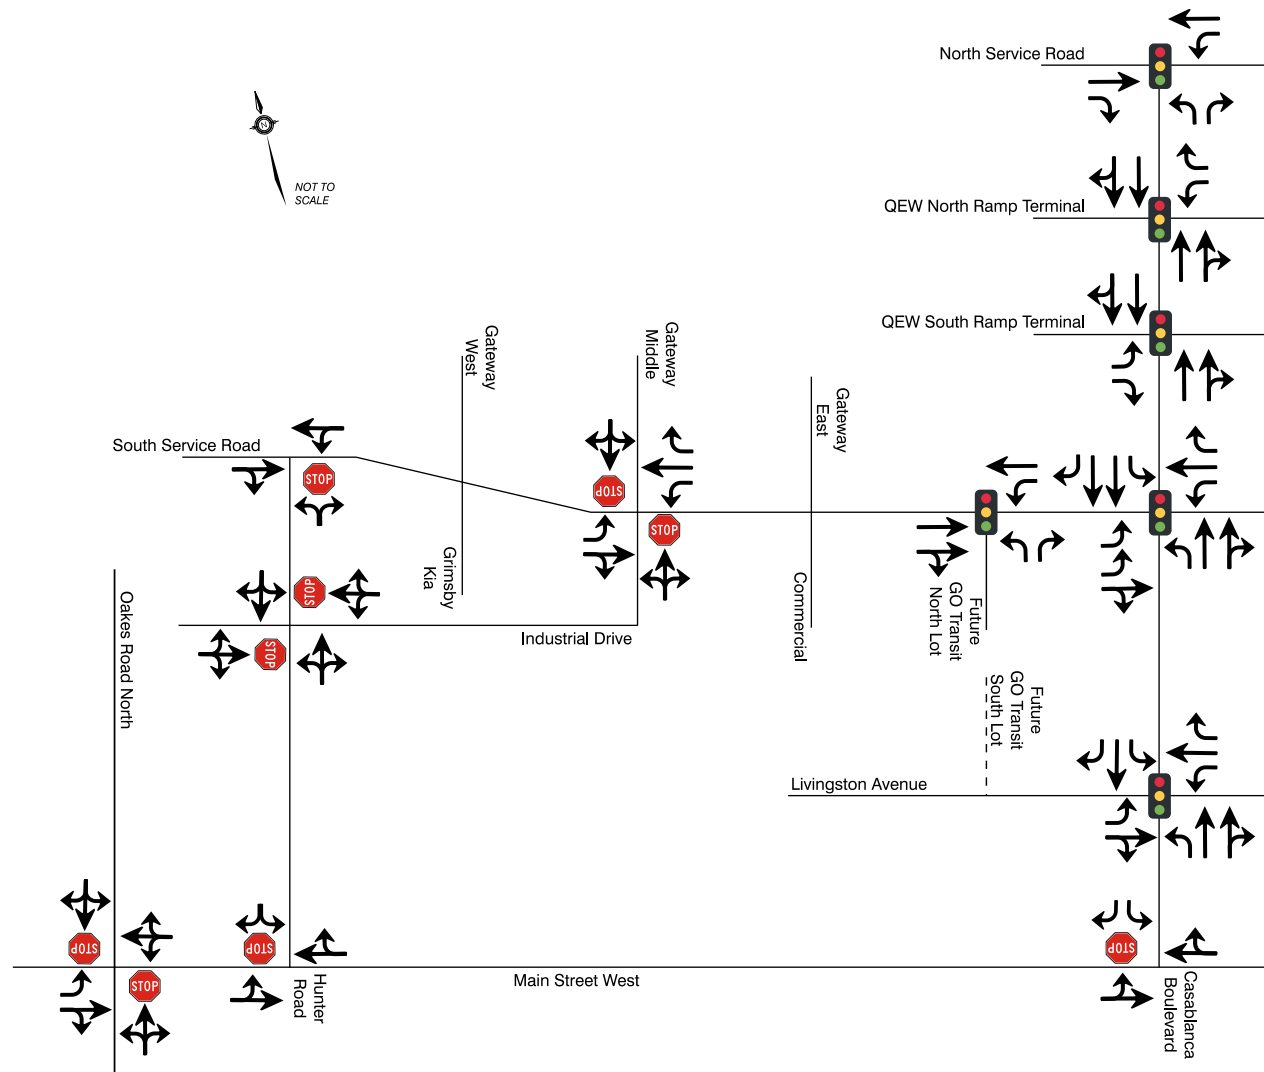 North Service Road
N
NOT TO
SCALE
QEW North Ramp Terminal
QEW South Ramp Terminal
Gateway
West
Gateway
Middle
Gateway
East
South Service Road
STOP
STOP
STOP
Grimsby
Kia
STOP
Industrial Drive
STOP
Commercial
Future
GO Transit
North Lot
Future
GO Transit
South Lot
Oakes Road North
Livingston Avenue
STOP
STOP
STOP
STOP
Hunter
Road
Main Street West
Casablanca
Boulevard